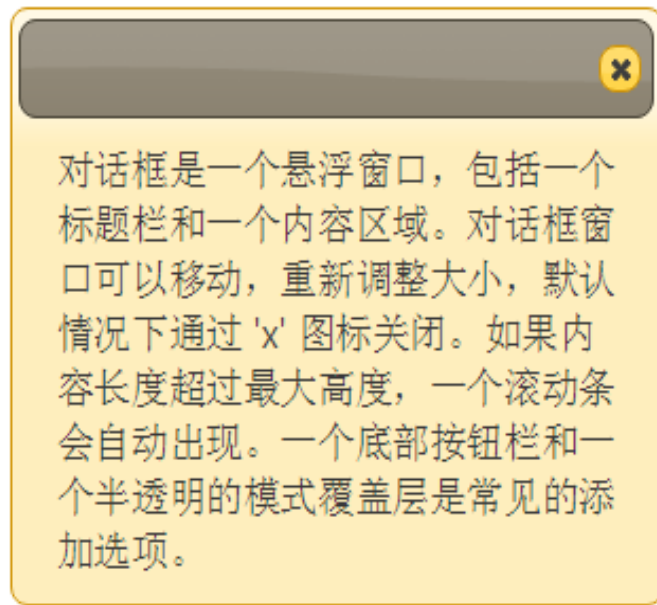 对话框是一个悬浮窗口，包括一个
标题栏和一个内容区域。对话框窗
口可以移动，重新调整大小，默认
情况下通过 'x' 图标关闭。如果内
容长度超过最大高度，一个滚动条
会自动出现。一个底部按钮栏和一
个半透明的模式覆盖层是常见的添
加选项。